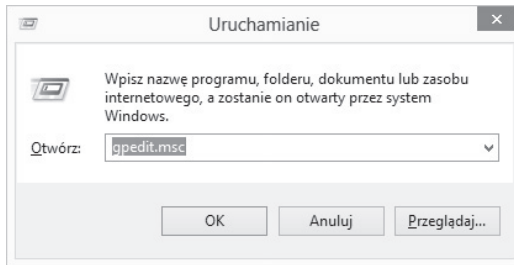 Uruchamianie
Wpisz nazwę programu, folderu, dokumentu lub zasobu
internetowego, a zostanie on otwarty przez system
Windows.
Otwórz: gpedit.msc
OK Anuluj Przeglądaj...